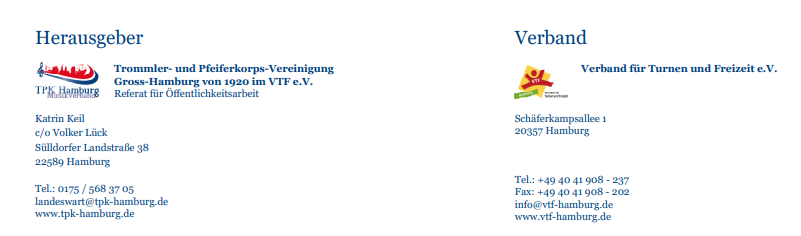 Herausgeber
TPK Hamburg
MusikVerband
Trommler- und Pfeiferkorps-Vereinigung
Gross-Hamburg von 1920 im VTF e.V.
Referat für Öffentlichkeitsarbeit
Katrin Keil
c/o Volker Lück
Sülldorfer Landstraße 38
22589 Hamburg
Tel.: 0175 / 568 37 05
landeswart@tpk-hamburg.de
www.tpk-hamburg.de
Verband
VTF
Verband für Turnen und Freizeit e.V.
Schäferkampsallee 1
20357 Hamburg
Tel.: +49 40 41 908 - 237
Fax: +49 40 41 908 - 202
info@vtf-hamburg.de
www.vtf-hamburg.de